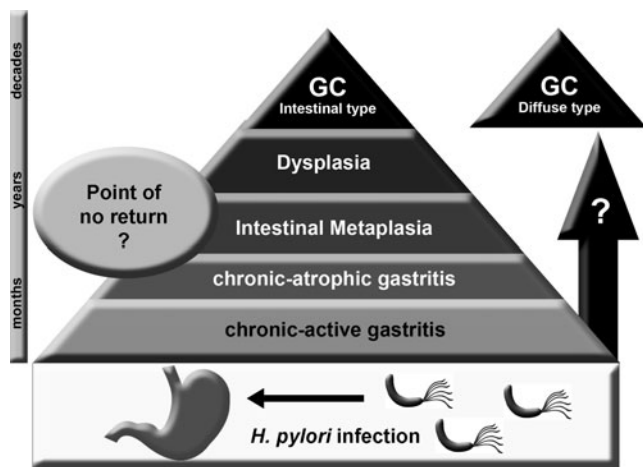 decades
years
months
GC
Intestinal type
GC
Diffuse type
Dysplasia
Point of
no return
?
Intestinal Metaplasia
?
chronic-atrophic gastritis
chronic-active gastritis
H. pylori infection